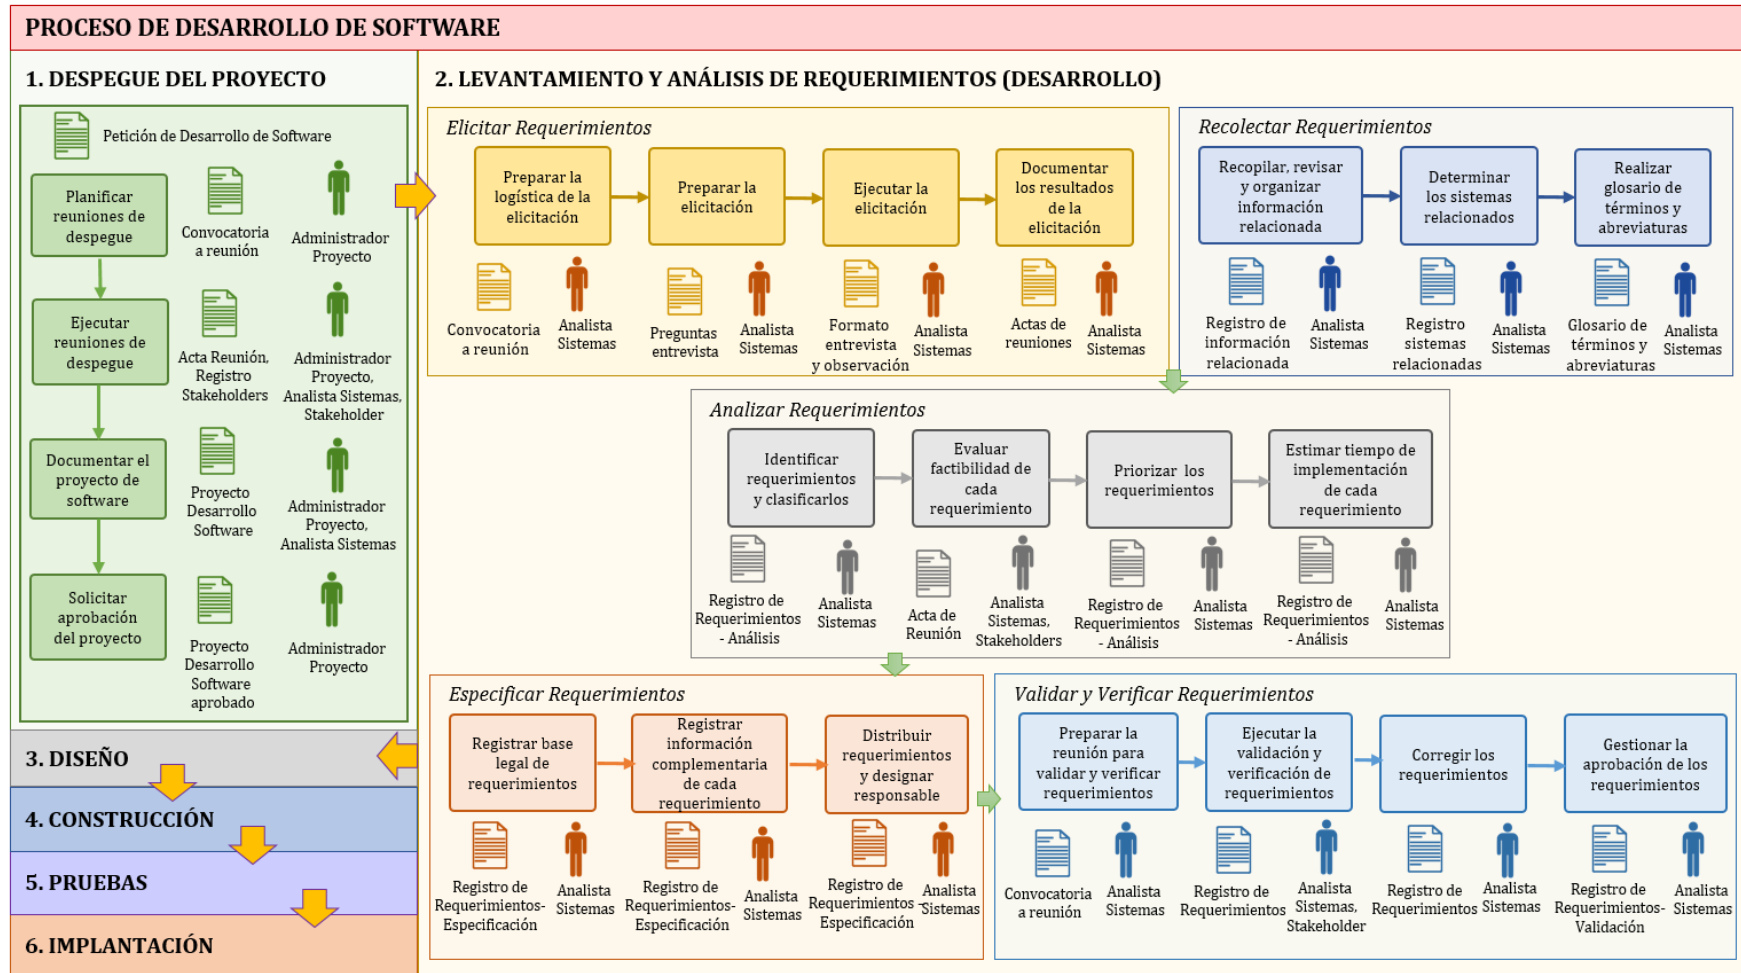 PROCESO DE DESARROLLO DE SOFTWARE
1. DESPEGUE DEL PROYECTO
Petición de Desarrollo de Software
Planificar
reuniones de
despegue
Convocatoria
a reunión
Administrador
Proyecto
Ejecutar
reuniones de
despegue
Acta Reunión,
Registro
Stakeholders
Administrador
Proyecto,
Analista Sistemas,
Stakeholder
Documentar el
proyecto de
software
Proyecto
Desarrollo
Software
Administrador
Proyecto,
Analista Sistemas
Solicitar
aprobación
del proyecto
Proyecto
Desarrollo
Software
aprobado
Administrador
Proyecto
2. LEVANTAMIENTO Y ANÁLISIS DE REQUERIMIENTOS (DESARROLLO)
Elicitar Requerimientos
Preparar la
logística de la
elicitación
Preparar la
elicitación
Ejecutar la
elicitación
Documentar
los resultados
de la
elicitación
Convocatoria
a reunión
Analista
Sistemas
Preguntas
entrevista
Analista
Sistemas
Formato
entrevista
y observación
Analista
Sistemas
Actas de
reuniones
Analista
Sistemas
Recolectar Requerimientos
Recopilar, revisar
y organizar
información
relacionada
Determinar
los sistemas
relacionados
Realizar
glosario de
términos y
abreviaturas
Registro de
información
relacionada
Analista
Sistemas
Registro
sistemas
relacionadas
Analista
Sistemas
Glosario de
términos y
abreviaturas
Analista
Sistemas
Analizar Requerimientos
Identificar
requerimientos
y clasificarlos
Evaluar
factibilidad de
cada
requerimiento
Priorizar los
requerimientos
Estimar tiempo de
implementación
de cada
requerimiento
Registro de
Requerimientos
- Análisis
Analista
Sistemas
Acta de
Reunión
Analista
Sistemas,
Stakeholders
Registro de
Requerimientos
- Análisis
Analista
Sistemas
Registro de
Requerimientos
- Análisis
Analista
Sistemas
Especificar Requerimientos
Registrar base
legal de
requerimientos
Registrar
información
complementaria
de cada
requerimiento
Distribuir
requerimientos
y designar
responsable
Registro de
Requerimientos-
Especificación
Analista
Sistemas
Registro de
Requerimientos-
Especificación
Analista
Sistemas
Registro de
Requerimientos –
Especificación
Analista
Sistemas
Validar y Verificar Requerimientos
Preparar la
reunión para
validar y verificar
requerimientos
Ejecutar la
validación y
verificación de
requerimientos
Corregir los
requerimientos
Gestionar la
aprobación de los
requerimientos
Convocatoria
a reunión
Analista
Sistemas
Registro de
Requerimientos
Analista
Sistemas,
Stakeholder
Registro de
Requerimientos
Analista
Sistemas
Registro de
Requerimientos-
Validación
Analista
Sistemas
3. DISEÑO
4. CONSTRUCCIÓN
5. PRUEBAS
6. IMPLANTACIÓN